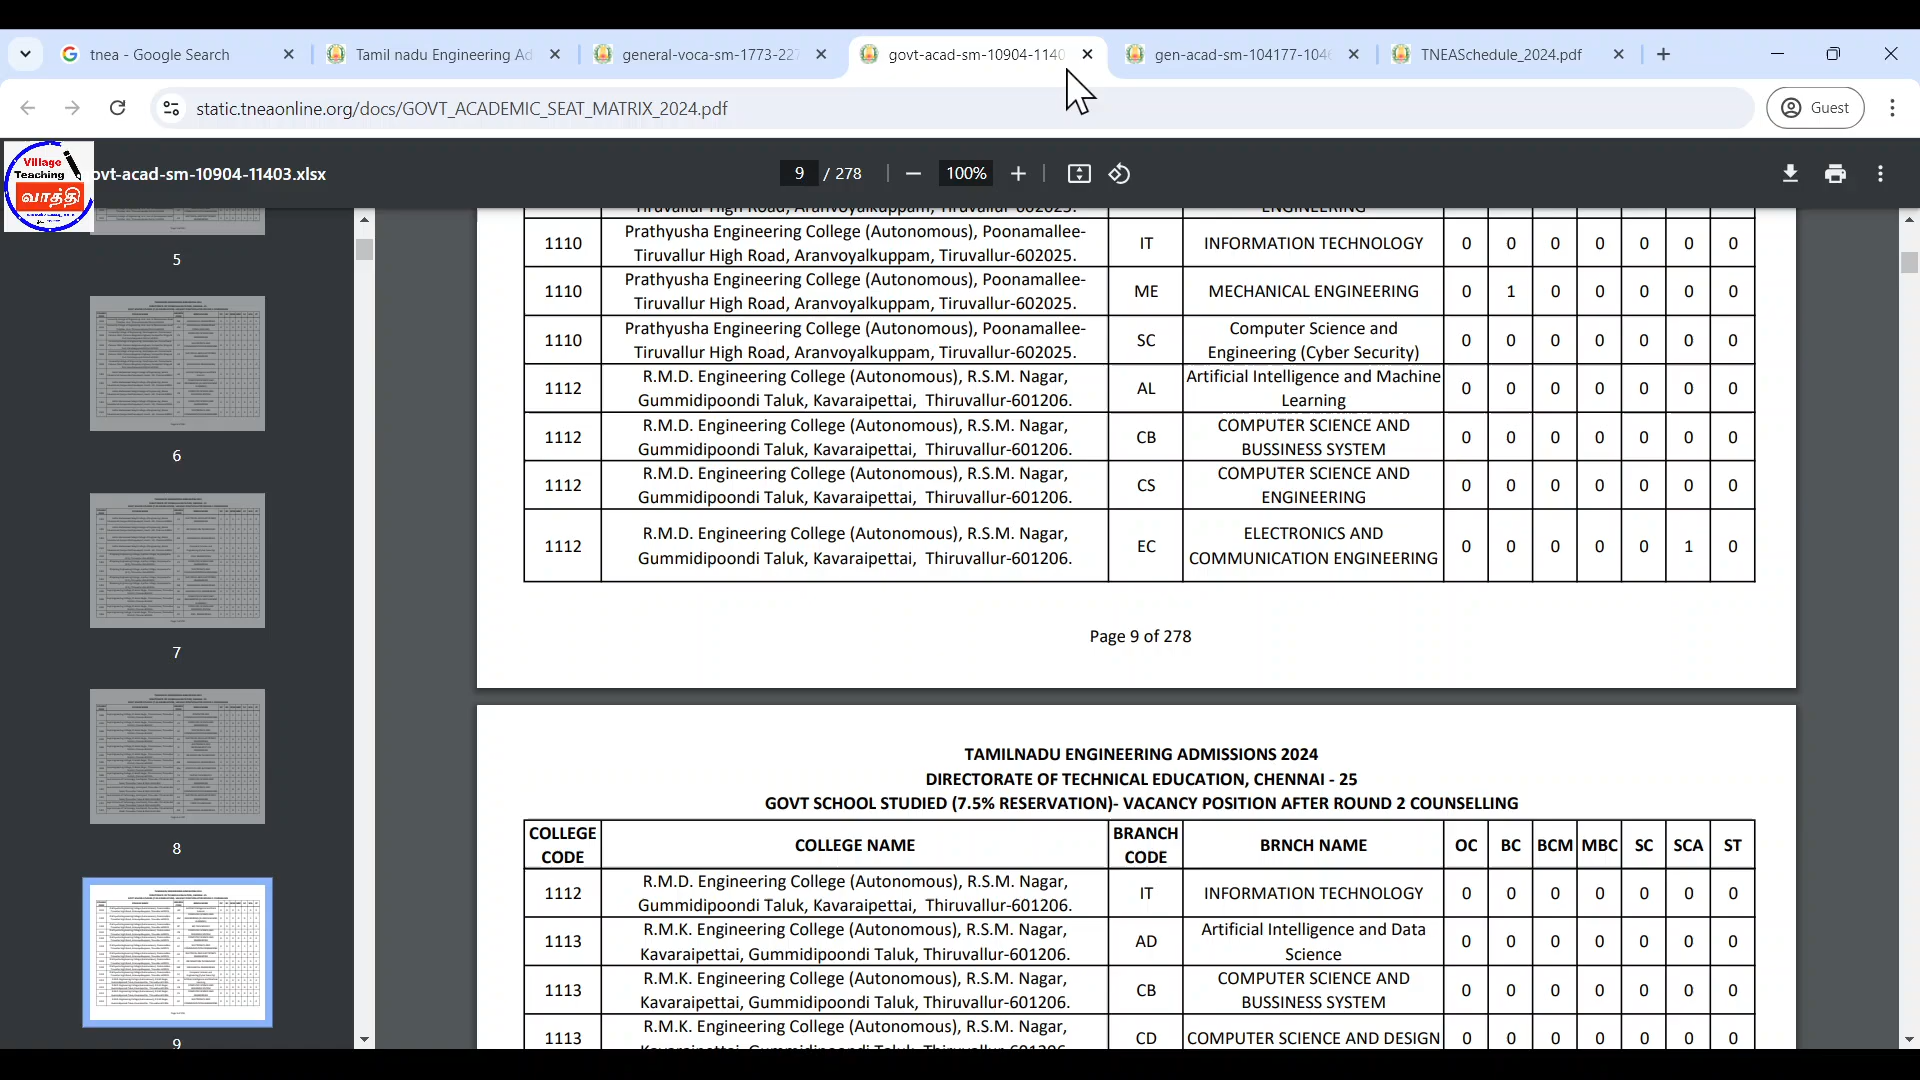 tnea - Google Search
Tamil nadu Engineering Ad
general-voca-sm-1773-227
govt-acad-sm-10904-1140
gen-acad-sm-104177-1046
TNEASchedule_2024.pdf
static.tneaonline.org/docs/GOVT_ACADEMIC_SEAT_MATRIX_2024.pdf
Guest
Village
Teaching
வாத்தி
ovt-acad-sm-10904-11403.xlsx
9 / 278
100%
5
6
7
8
9
Tiruvallur High Road, Aranvoyalkuppam, Tiruvallur-602025. ENGINEERING
1110 Prathyusha Engineering College (Autonomous), Poonamallee-
Tiruvallur High Road, Aranvoyalkuppam, Tiruvallur-602025. IT INFORMATION TECHNOLOGY 0 0 0 0 0 0 0
1110 Prathyusha Engineering College (Autonomous), Poonamallee-
Tiruvallur High Road, Aranvoyalkuppam, Tiruvallur-602025. ME MECHANICAL ENGINEERING 0 1 0 0 0 0 0
1110 Prathyusha Engineering College (Autonomous), Poonamallee- SC Computer Science and
Tiruvallur High Road, Aranvoyalkuppam, Tiruvallur-602025. Engineering (Cyber Security) 0 0 0 0 0 0 0
1112 R.M.D. Engineering College (Autonomous), R.S.M. Nagar, AL Artificial Intelligence and Machine
Gummidipoondi Taluk, Kavaraipettai, Thiruvallur-601206. Learning 0 0 0 0 0 0 0
1112 R.M.D. Engineering College (Autonomous), R.S.M. Nagar, CB COMPUTER SCIENCE AND
Gummidipoondi Taluk, Kavaraipettai, Thiruvallur-601206. BUSSINESS SYSTEM 0 0 0 0 0 0 0
1112 R.M.D. Engineering College (Autonomous), R.S.M. Nagar, CS COMPUTER SCIENCE AND
Gummidipoondi Taluk, Kavaraipettai, Thiruvallur-601206. ENGINEERING 0 0 0 0 0 0 0
1112 R.M.D. Engineering College (Autonomous), R.S.M. Nagar, EC ELECTRONICS AND
Gummidipoondi Taluk, Kavaraipettai, Thiruvallur-601206. COMMUNICATION ENGINEERING 0 0 0 0 0 1 0
Page 9 of 278
TAMILNADU ENGINEERING ADMISSIONS 2024
DIRECTORATE OF TECHNICAL EDUCATION, CHENNAI - 25
GOVT SCHOOL STUDIED (7.5% RESERVATION)- VACANCY POSITION AFTER ROUND 2 COUNSELLING
COLLEGE CODE COLLEGE NAME BRANCH CODE BRNCH NAME OC BC BCM MBC SC SCA ST
1112 R.M.D. Engineering College (Autonomous), R.S.M. Nagar,
Gummidipoondi Taluk, Kavaraipettai, Thiruvallur-601206. IT INFORMATION TECHNOLOGY 0 0 0 0 0 0 0
1113 R.M.K. Engineering College (Autonomous), R.S.M. Nagar, AD Artificial Intelligence and Data
Kavaraipettai, Gummidipoondi Taluk, Thiruvallur-601206. Science 0 0 0 0 0 0 0
1113 R.M.K. Engineering College (Autonomous), R.S.M. Nagar, CB COMPUTER SCIENCE AND
Kavaraipettai, Gummidipoondi Taluk, Thiruvallur-601206. BUSSINESS SYSTEM 0 0 0 0 0 0 0
1113 R.M.K. Engineering College (Autonomous), R.S.M. Nagar, CD COMPUTER SCIENCE AND DESIGN 0 0 0 0 0 0 0
Kavaraipettai, Gummidipoondi Taluk, Thiruvallur-601206.